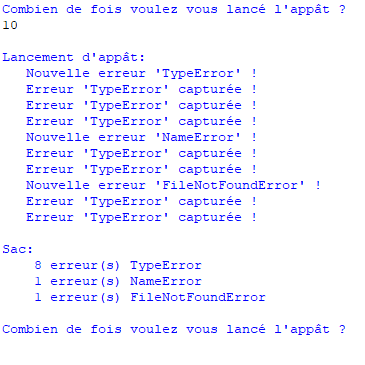 Combien de fois voulez vous lancé l'appât ?
10
Lancement d'appât:
Nouvelle erreur 'TypeError' !
Erreur 'TypeError' capturée !
Erreur 'TypeError' capturée !
Erreur 'TypeError' capturée !
Nouvelle erreur 'NameError' !
Erreur 'TypeError' capturée !
Erreur 'TypeError' capturée !
Nouvelle erreur 'FileNotFoundError' !
Erreur 'TypeError' capturée !
Erreur 'TypeError' capturée !
Sac:
8 erreur(s) TypeError
1 erreur(s) NameError
1 erreur(s) FileNotFoundError
Combien de fois voulez vous lancé l'appât ?